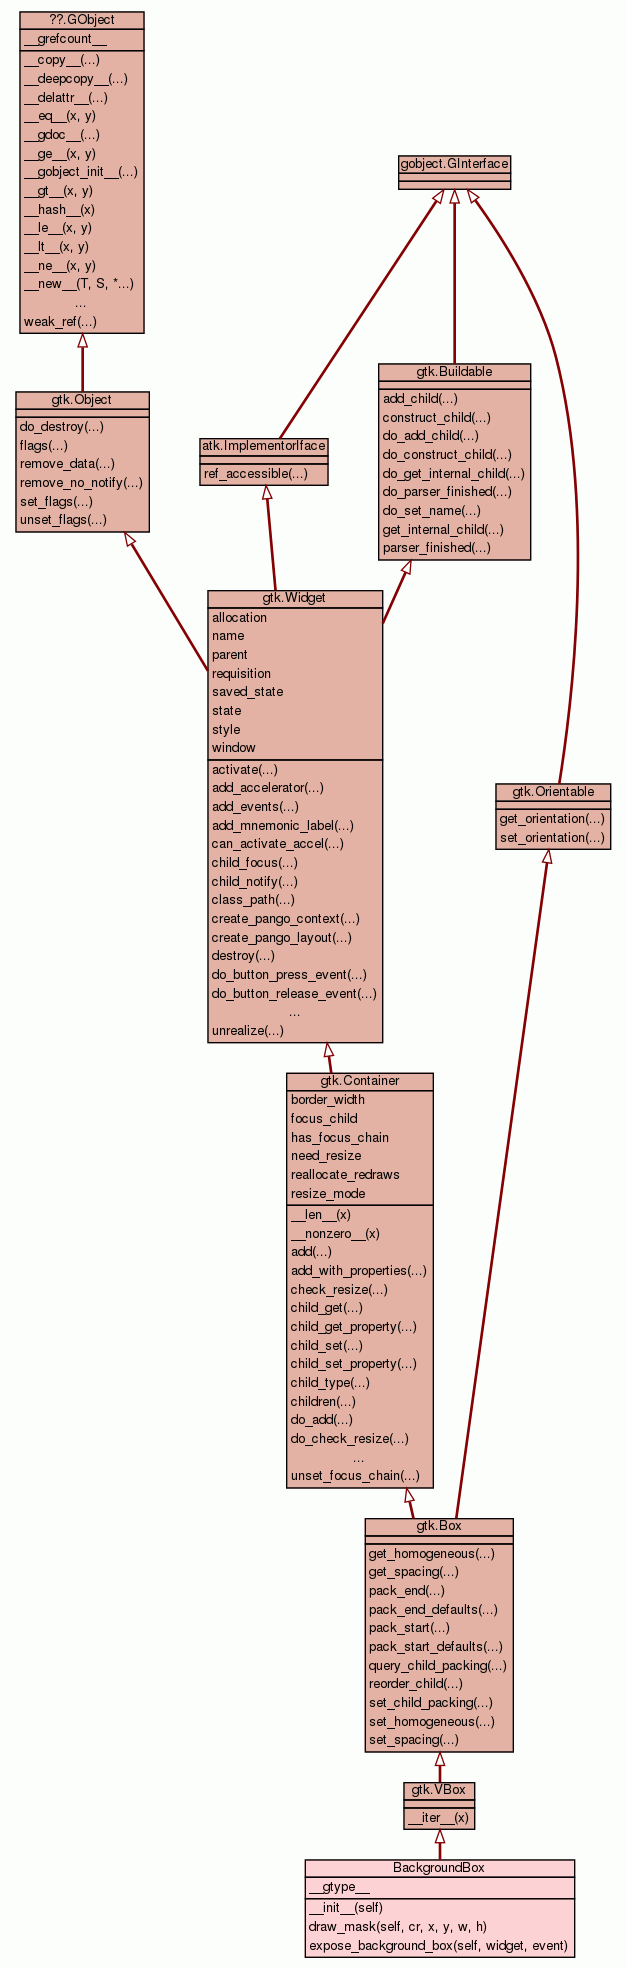 ??.GObject
__grefcount__
__copy__(...)
__deepcopy__(...)
__delattr__(...)
__eq__(x, y)
__gdoc__(...)
__ge__(x, y)
__gobject_init__(...)
__gt__(x, y)
__hash__(x)
__le__(x, y)
__lt__(x, y)
__ne__(x, y)
__new__(T, S, *...)
...
weak_ref(...)
gobject.GInterface
gtk.Object
do_destroy(...)
flags(...)
remove_data(...)
remove_no_notify(...)
set_flags(...)
unset_flags(...)
atk.ImplementorIface
ref_accessible(...)
gtk.Buildable
add_child(...)
construct_child(...)
do_add_child(...)
do_construct_child(...)
do_get_internal_child(...)
do_parser_finished(...)
do_set_name(...)
get_internal_child(...)
parser_finished(...)
gtk.Widget
allocation
name
parent
requisition
saved_state
state
style
window
activate(...)
add_accelerator(...)
add_events(...)
add_mnemonic_label(...)
can_activate_accel(...)
child_focus(...)
child_notify(...)
class_path(...)
create_pango_context(...)
create_pango_layout(...)
destroy(...)
do_button_press_event(...)
do_button_release_event(...)
...
unrealize(...)
gtk.Orientable
get_orientation(...)
set_orientation(...)
gtk.Container
border_width
focus_child
has_focus_chain
need_resize
reallocate_redraws
resize_mode
__len__(x)
__nonzero__(x)
add(...)
add_with_properties(...)
check_resize(...)
child_get(...)
child_get_property(...)
child_set(...)
child_set_property(...)
child_type(...)
children(...)
do_add(...)
do_check_resize(...)
...
unset_focus_chain(...)
gtk.Box
get_homogeneous(...)
get_spacing(...)
pack_end(...)
pack_end_defaults(...)
pack_start(...)
pack_start_defaults(...)
query_child_packing(...)
reorder_child(...)
set_child_packing(...)
set_homogeneous(...)
set_spacing(...)
gtk.VBox
__iter__(x)
BackgroundBox
__gtype__
__init__(self)
draw_mask(self, cr, x, y, w, h)
expose_background_box(self, widget, event)